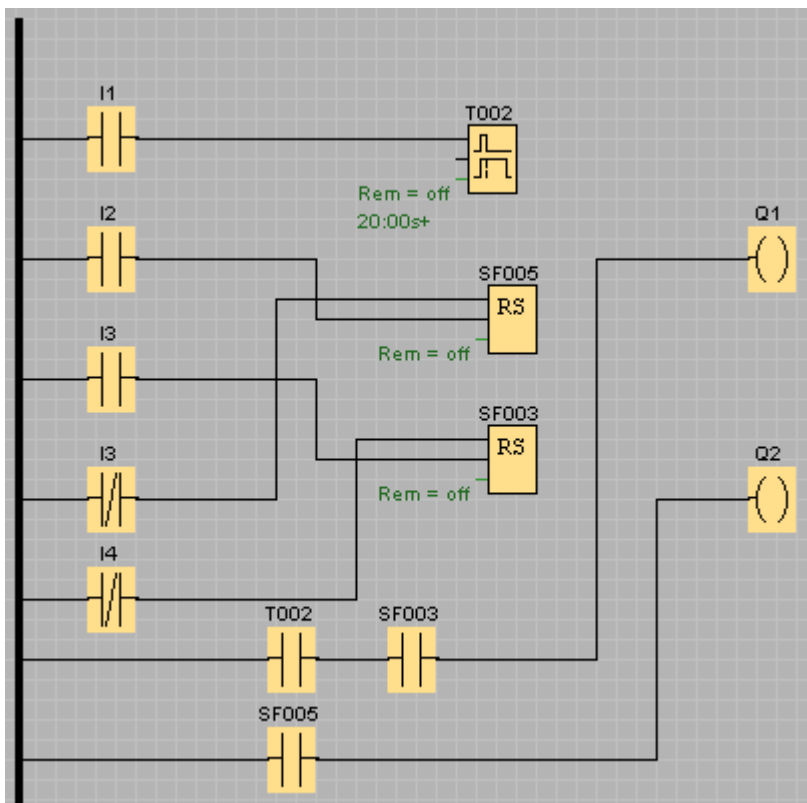 I1
T002
Rem = off
20:00s+
I2
Q1
SF005
RS
Rem = off
I3
SF003
RS
Rem = off
I3
Q2
I4
T002
SF003
SF005